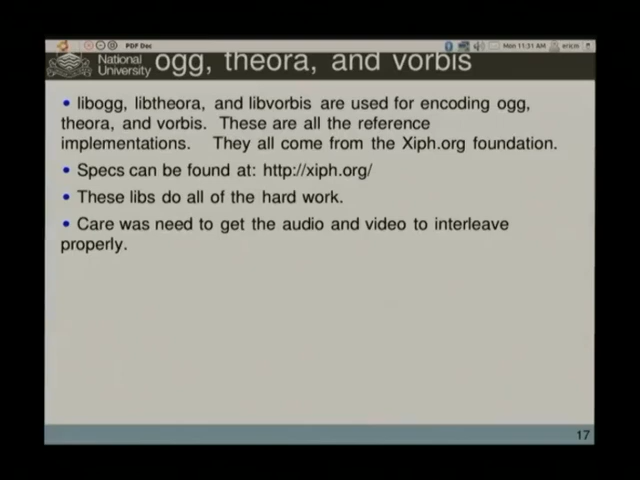 PDF Doc
Mon 11:31 AM
National
University
ogg, theora, and vorbis
• libogg, libtheora, and libvorbis are used for encoding ogg,
theora, and vorbis. These are all the reference
implementations. They all come from the Xiph.org foundation.
• Specs can be found at: http://xiph.org/
• These libs do all of the hard work.
• Care was need to get the audio and video to interleave
properly.
17